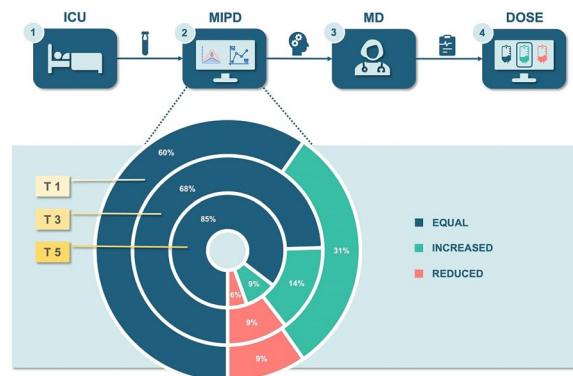 ICU
MIPD
MD
DOSE
1
2
3
4
60%
68%
85%
T 1
T 3
T 5
31%
14%
9%
6%
9%
9%
EQUAL
INCREASED
REDUCED